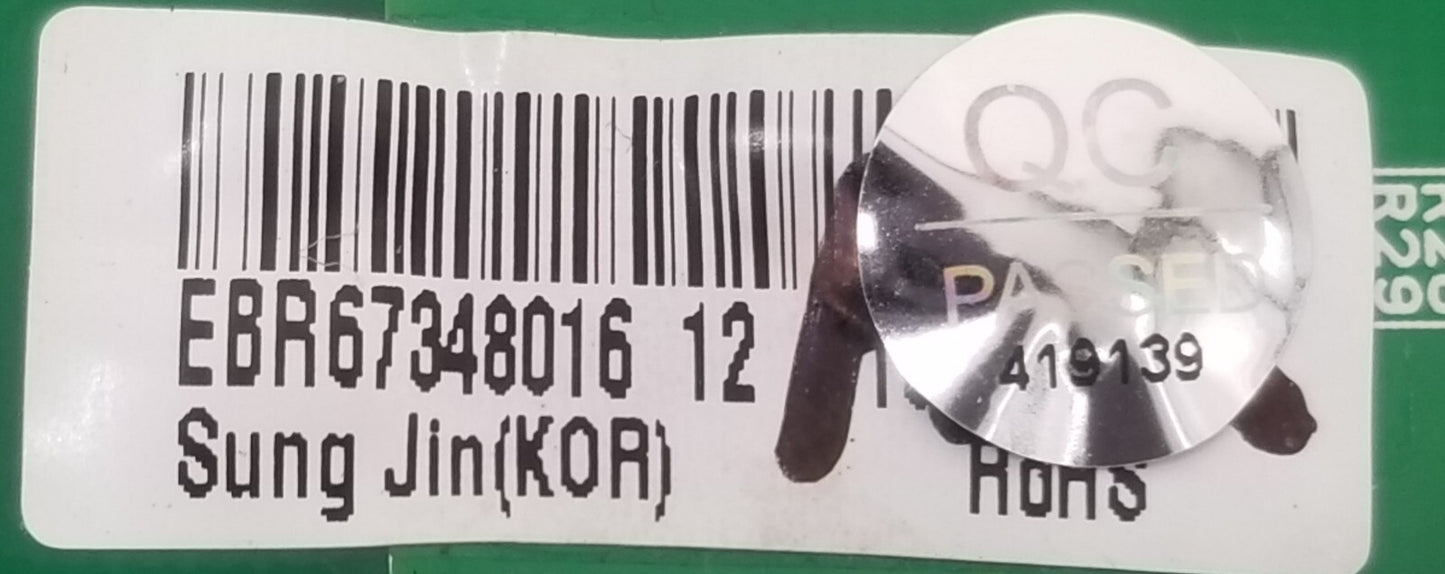 EBR67348016 12
Sung Jin(KOR)
RoHS
QC
PASSED
419139
R29